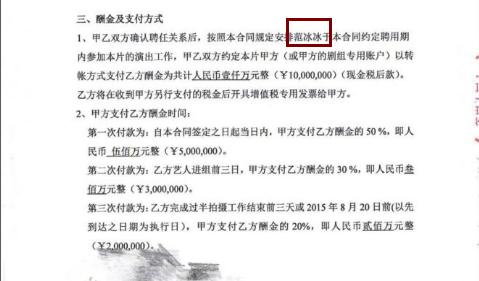 三、酬金及支付方式
1、甲乙双方确认聘任关系后，按照本合同规定安排范冰冰于本合同约定聘用期
内参加本片的演出工作，甲乙双方约定本片甲方（或甲方的剧组专用账户）以转
帐方式支付乙方酬金为共计人民币壹仟万元整（￥10,000,000）（现金税后款）。
乙方将在收到甲方另行支付的税金后开具增值税专用发票给甲方。
2、甲方支付乙方酬金时间：
第一次付款为：自本合同签定之日起当日内，甲方支付乙方酬金的 50%，即人
民币 伍佰万元整（￥5,000,000）。
第二次付款为：乙方艺人进组前三日，甲方支付乙方酬金的 30%，即人民币叁
佰万元整（￥3,000,000）。
第三次付款为：乙方完成过半拍摄工作结束前三天或 2015 年 8 月 20 日前(以先
到达之日期为执行日)，甲方支付乙方酬金的 20%，即人民币贰佰万元整
（￥2,000,000）。